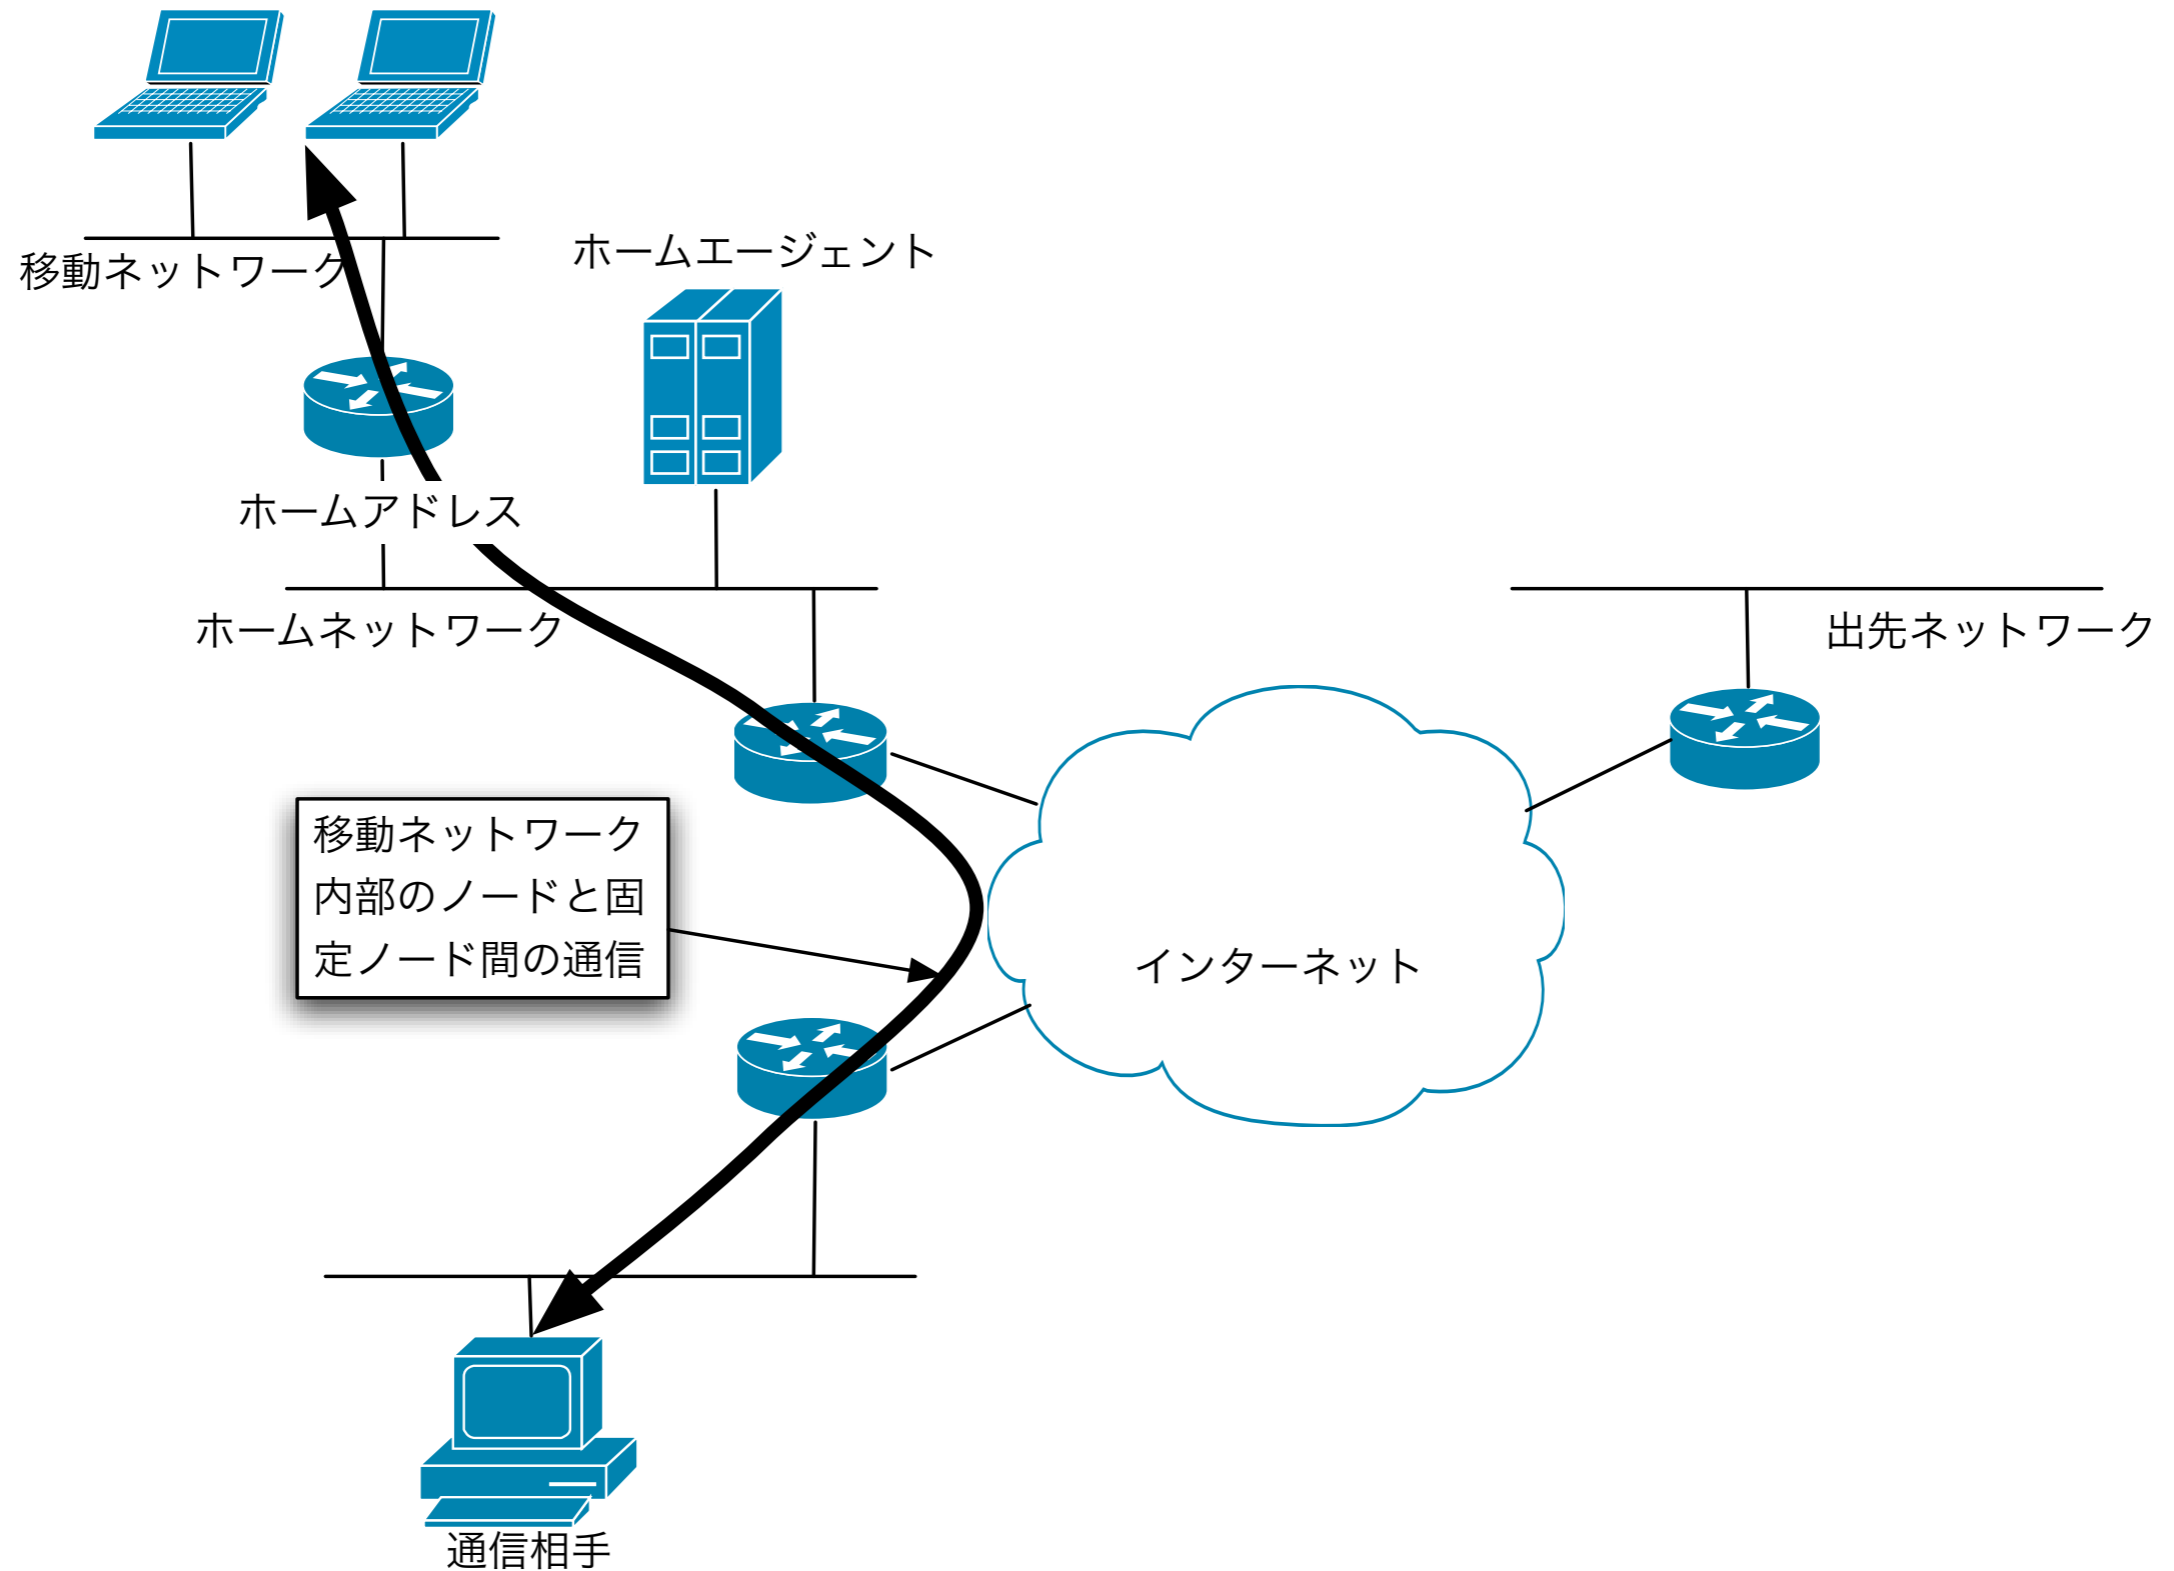 移動ネットワーク
ホームエージェント
ホームアドレス
ホームネットワーク
出先ネットワーク
移動ネットワーク
内部のノードと固
定ノード間の通信
インターネット
通信相手